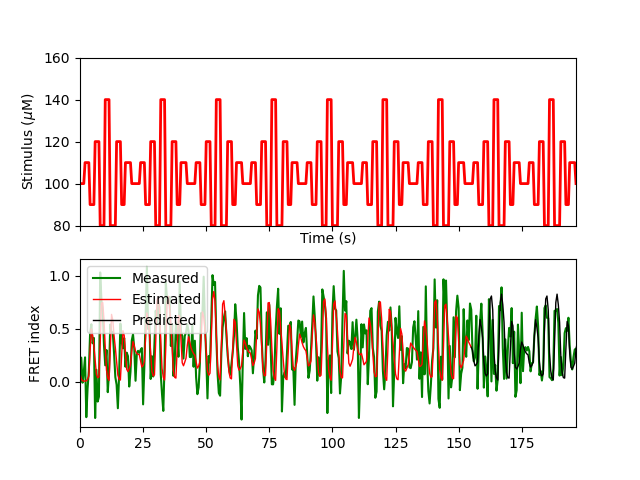 160
140
120
100
80
Stimulus (μM)
Time (s)
1.0
0.5
0.0
FRET index
Measured
Estimated
Predicted
0 25 50 75 100 125 150 175